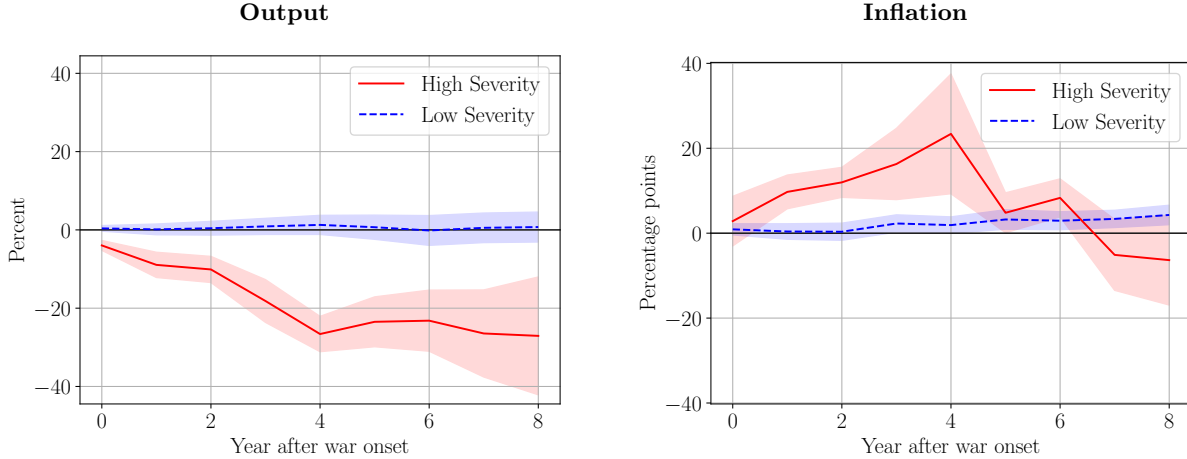 Output
Percent
40
20
0
−20
−40
0 2 4 6 8
Year after war onset
High Severity
Low Severity
Inflation
Percentage points
40
20
0
−20
−40
0 2 4 6 8
Year after war onset
High Severity
Low Severity